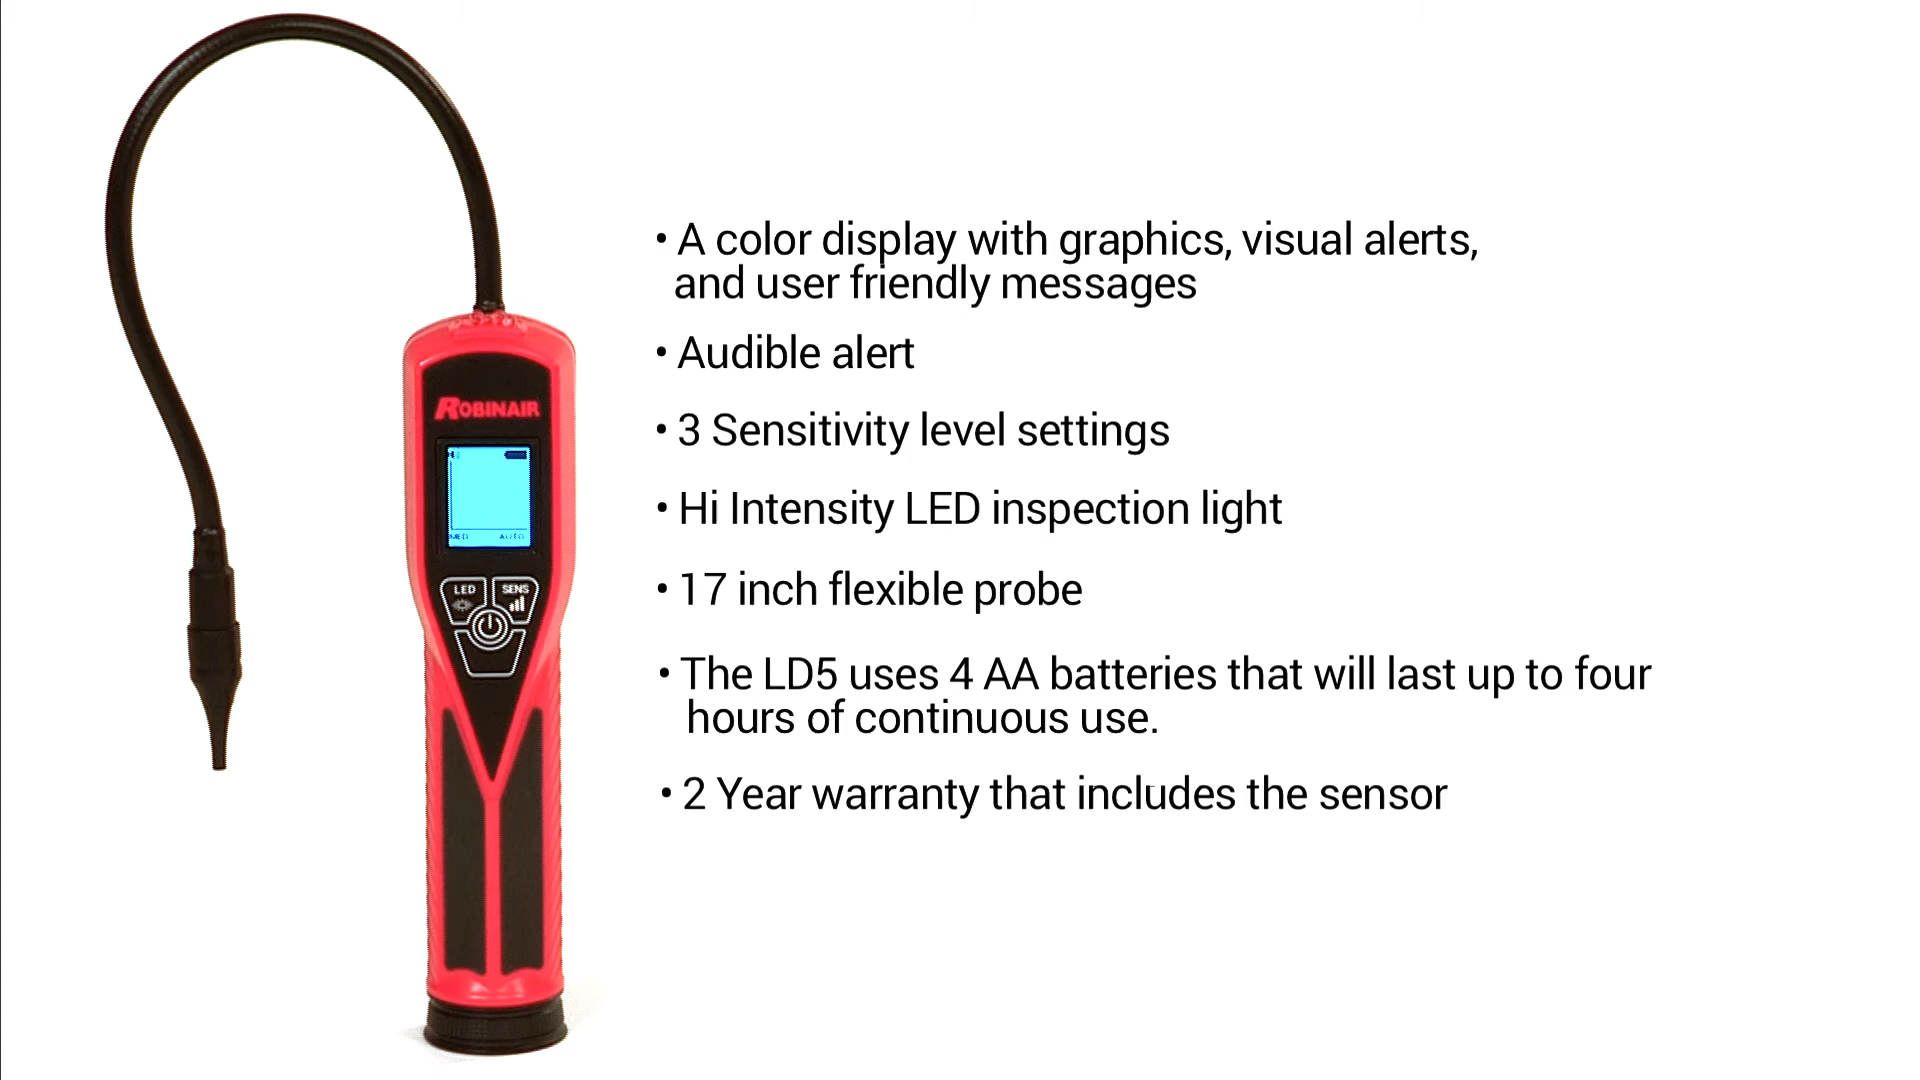 • A color display with graphics, visual alerts,
and user friendly messages
• Audible alert
• 3 Sensitivity level settings
• Hi Intensity LED inspection light
• 17 inch flexible probe
• The LD5 uses 4 AA batteries that will last up to four
hours of continuous use.
• 2 Year warranty that includes the sensor
ROBINAIR
MED AUTO
LED SENS